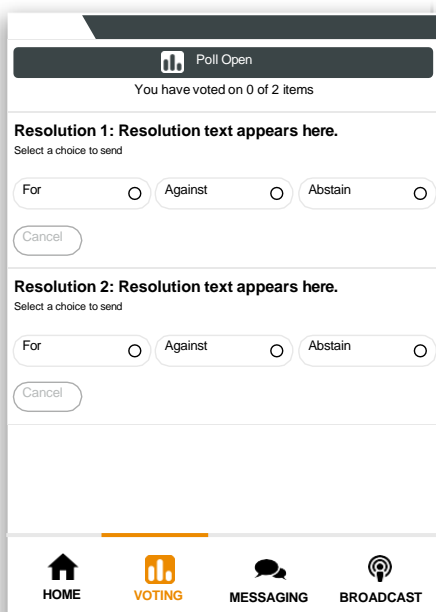 Poll Open
You have voted on 0 of 2 items
Resolution 1: Resolution text appears here.
Select a choice to send
For Against Abstain
Cancel
Resolution 2: Resolution text appears here.
Select a choice to send
For Against Abstain
Cancel
HOME VOTING MESSAGING BROADCAST